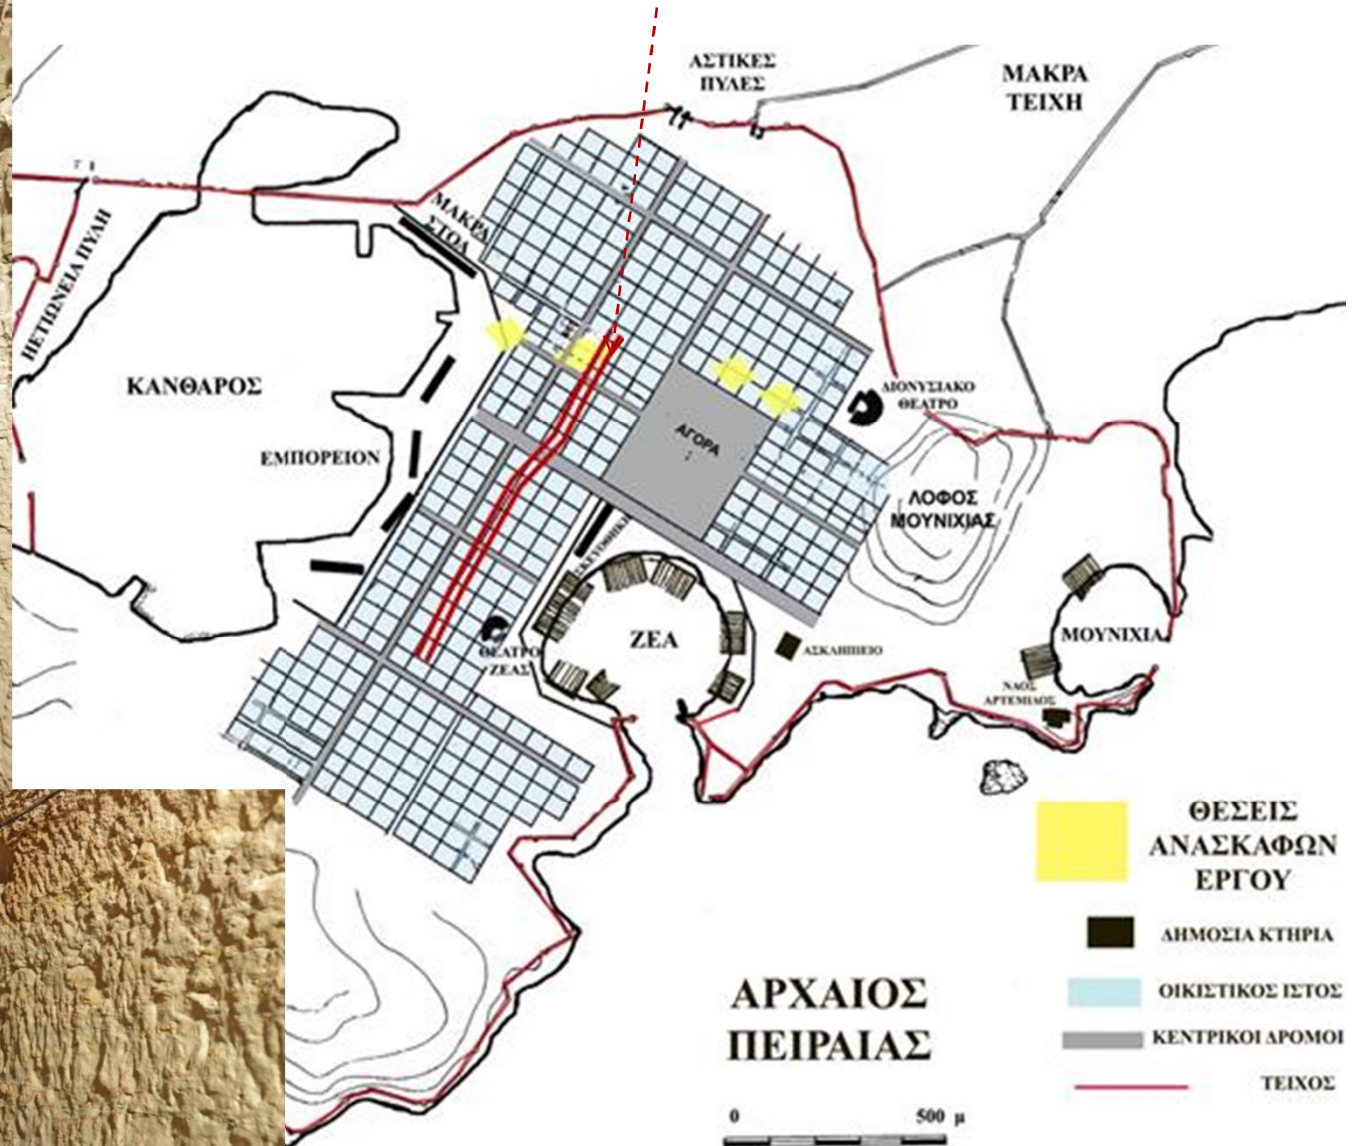 ΑΣΤΙΚΕΣ
ΠΥΛΕΣ
ΜΑΚΡΑ
ΤΕΙΧΗ
ΜΑΚΡΑ
ΣΤΟΑ
ΗΕΤΙΩΝΕΙΑ ΠΥΛΗ
ΚΑΝΘΑΡΟΣ
ΔΙΟΝΥΣΙΑΚΟ
ΘΕΑΤΡΟ
ΑΓΟΡΑ
ΕΜΠΟΡΕΙΟΝ
ΛΟΦΟΣ
ΜΟΥΝΙΧΙΑΣ
ΣΚΕΥΟΘΗΚΗ
ΖΕΑ
ΜΟΥΝΙΧΙΑ
ΘΕΑΤΡΟ
ΖΕΑΣ
ΑΣΚΛΗΠΙΕΙΟ
ΝΑΟΣ
ΑΡΤΕΜΙΔΟΣ
ΘΕΣΕΙΣ
ΑΝΑΣΚΑΦΩΝ
ΕΡΓΟΥ
ΔΗΜΟΣΙΑ ΚΤΗΡΙΑ
ΟΙΚΙΣΤΙΚΟΣ ΙΣΤΟΣ
ΚΕΝΤΡΙΚΟΙ ΔΡΟΜΟΙ
ΤΕΙΧΟΣ
ΑΡΧΑΙΟΣ
ΠΕΙΡΑΙΑΣ
0 500 μ